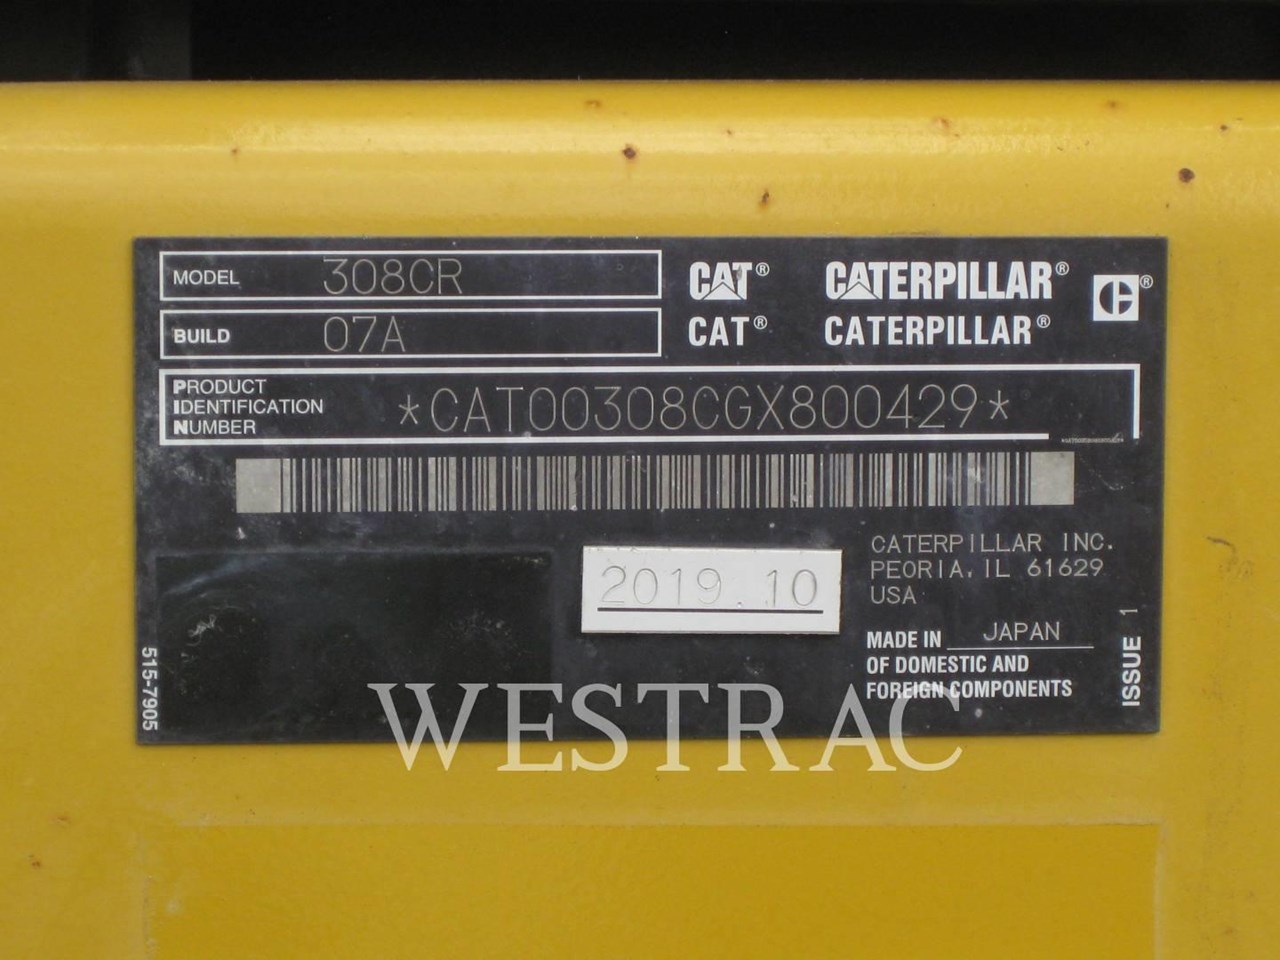 MODEL 308CR
BUILD 07A
CAT® CATERPILLAR® ®
CAT® CATERPILLAR®
PRODUCT
IDENTIFICATION
NUMBER
*CAT00308CGX800429*
2019.10
CATERPILLAR INC.
PEORIA, IL 61629
USA
MADE IN JAPAN
OF DOMESTIC AND
FOREIGN COMPONENTS
ISSUE 1
515-7905
WESTRAC